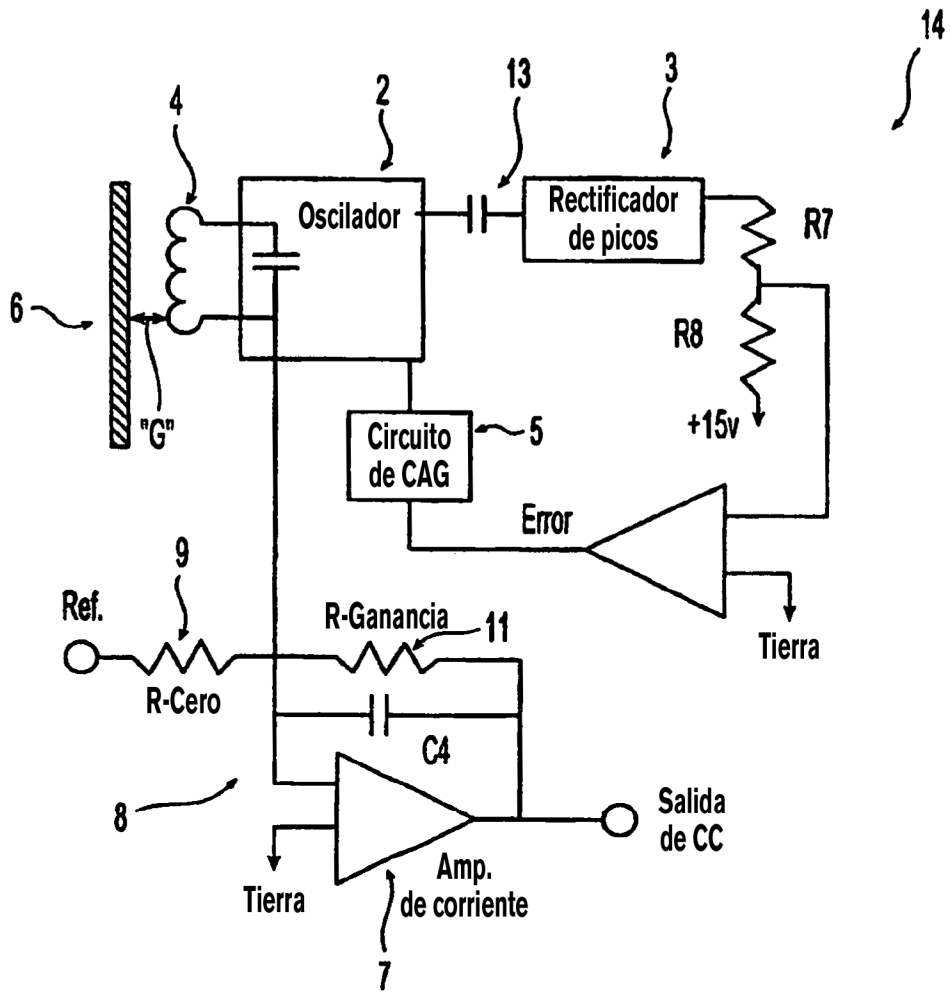 14
4
2
13
3
Oscilador
Rectificador
de picos
R7
6
R8
"G"
+15v
Circuito
de CAG
5
Error
9
Ref.
R-Ganancia
11
Tierra
R-Cero
C4
8
Salida
de CC
Tierra
Amp.
de corriente
7